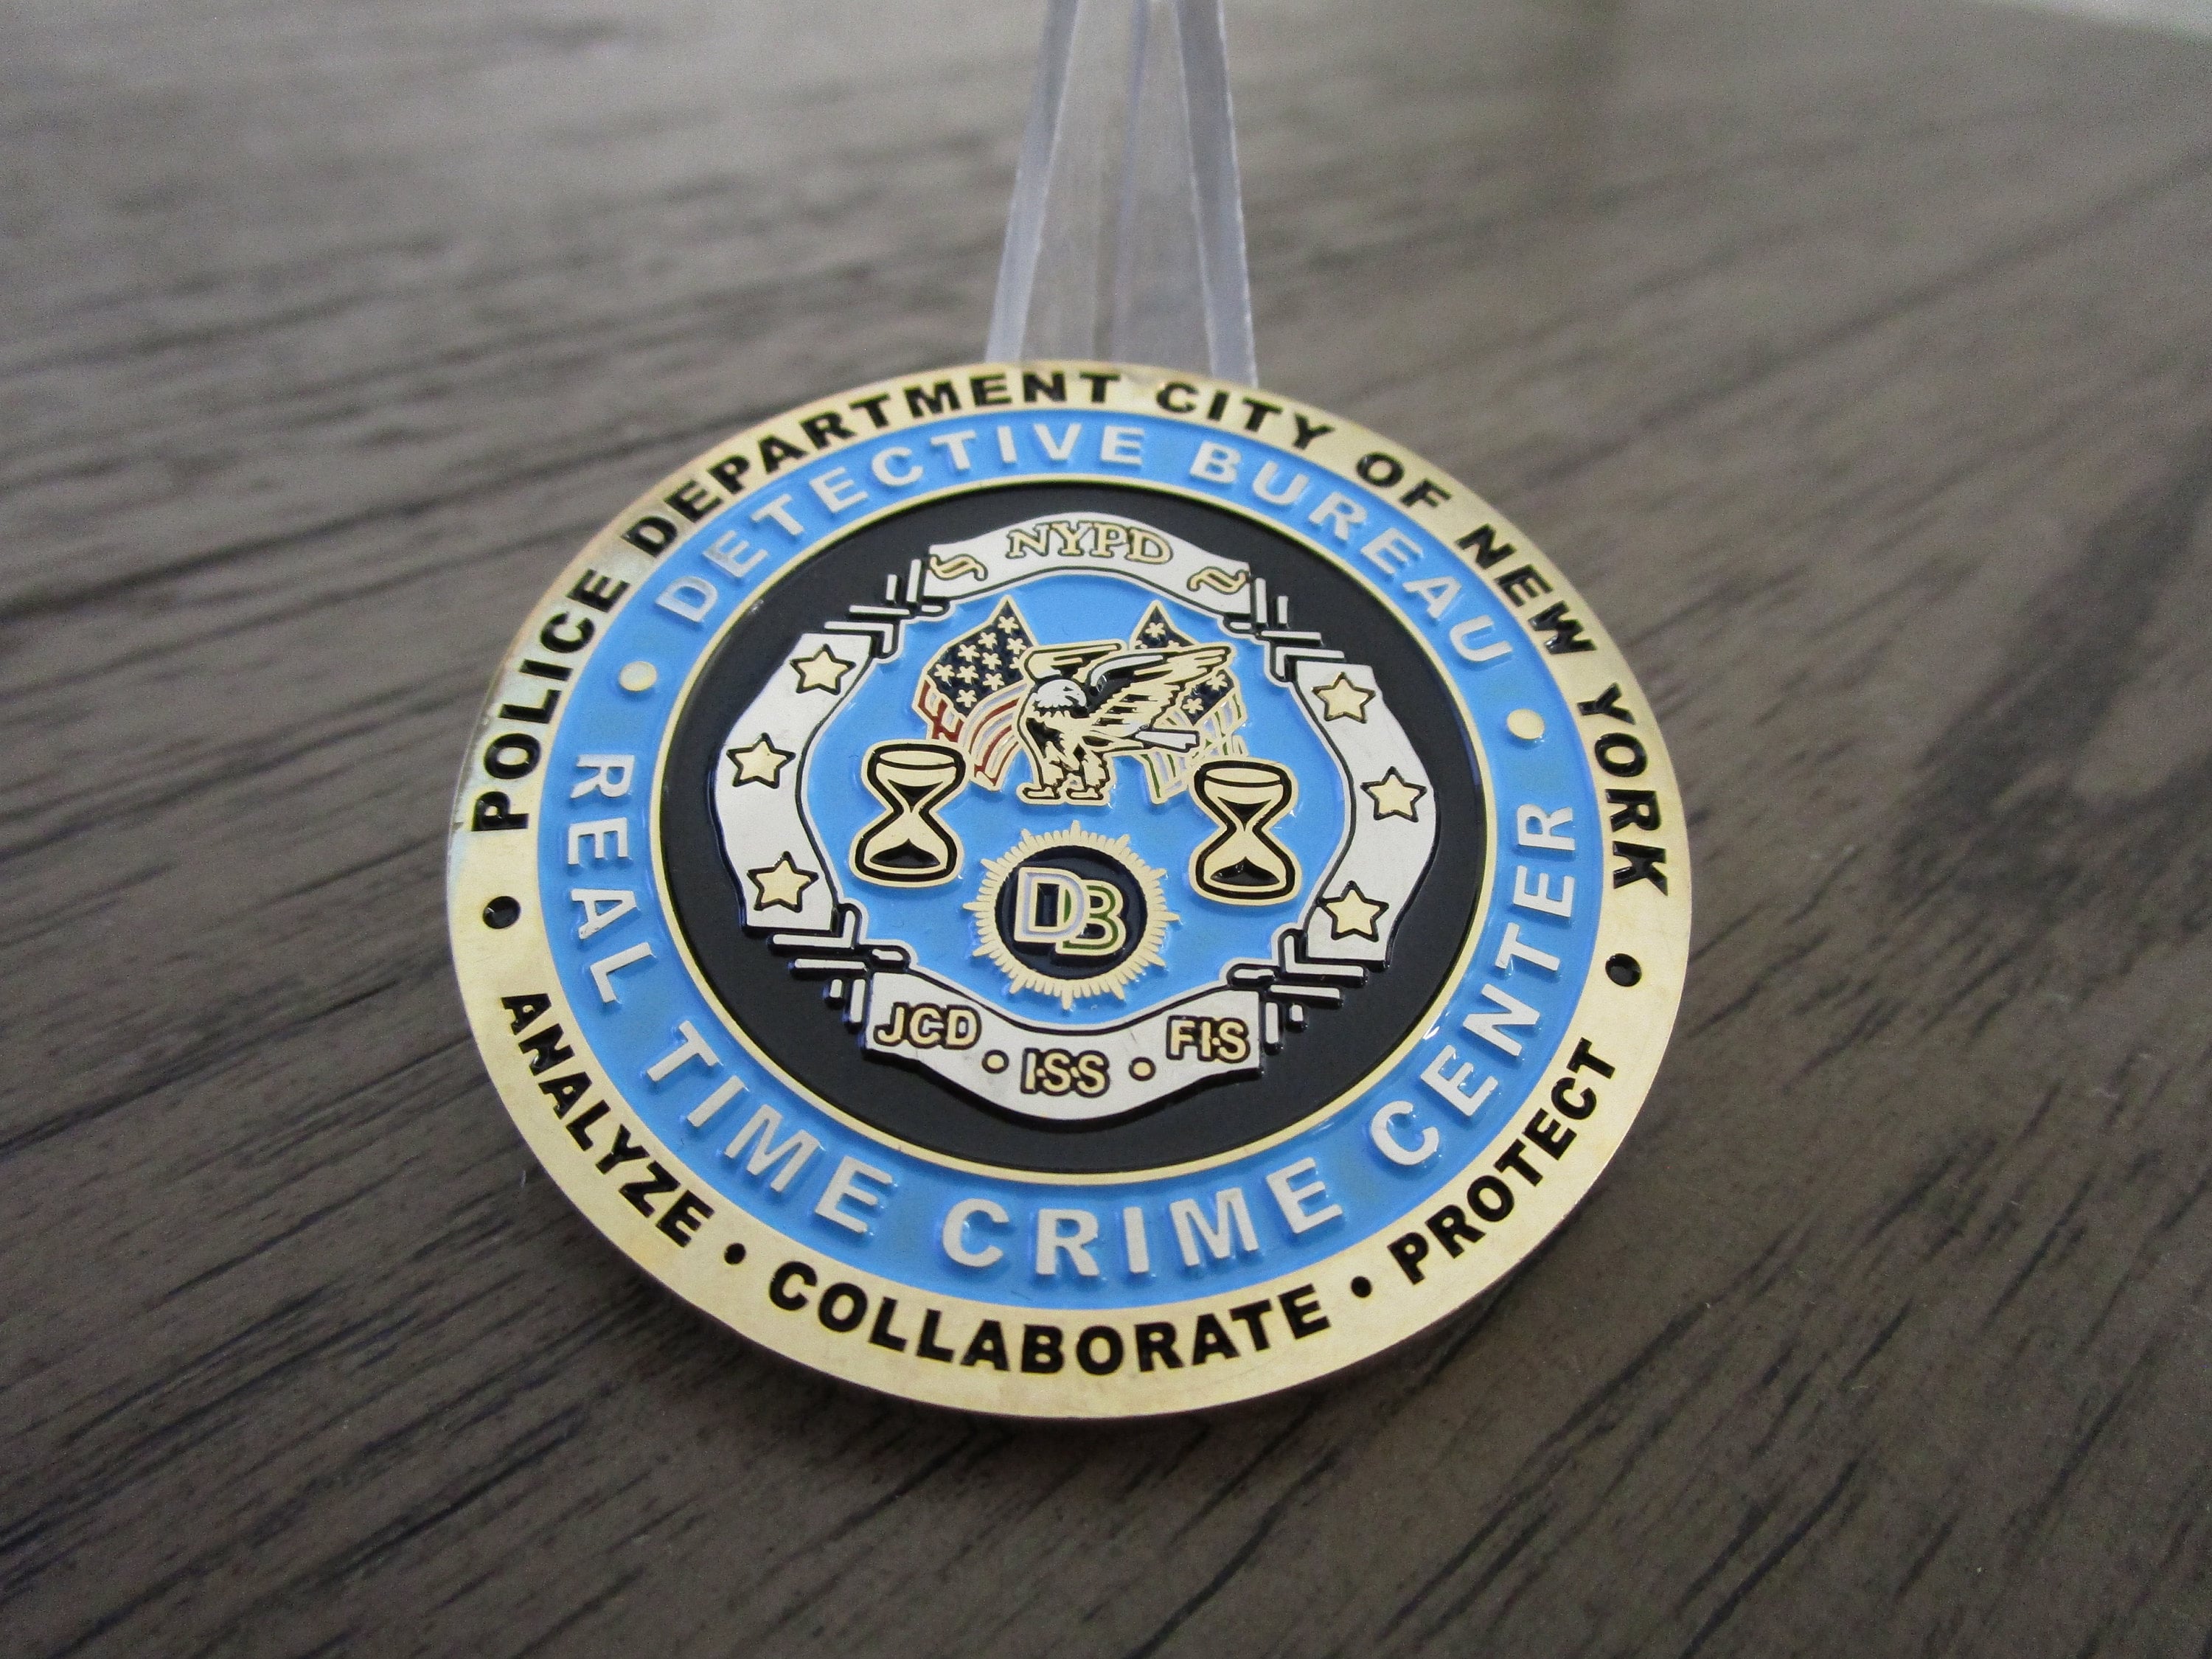 POLICE DEPARTMENT CITY OF NEW YORK
DETECTIVE BUREAU
NYPD
DB
JCD • ISS • FIS
REAL TIME CRIME CENTER
ANALYZE • COLLABORATE • PROTECT